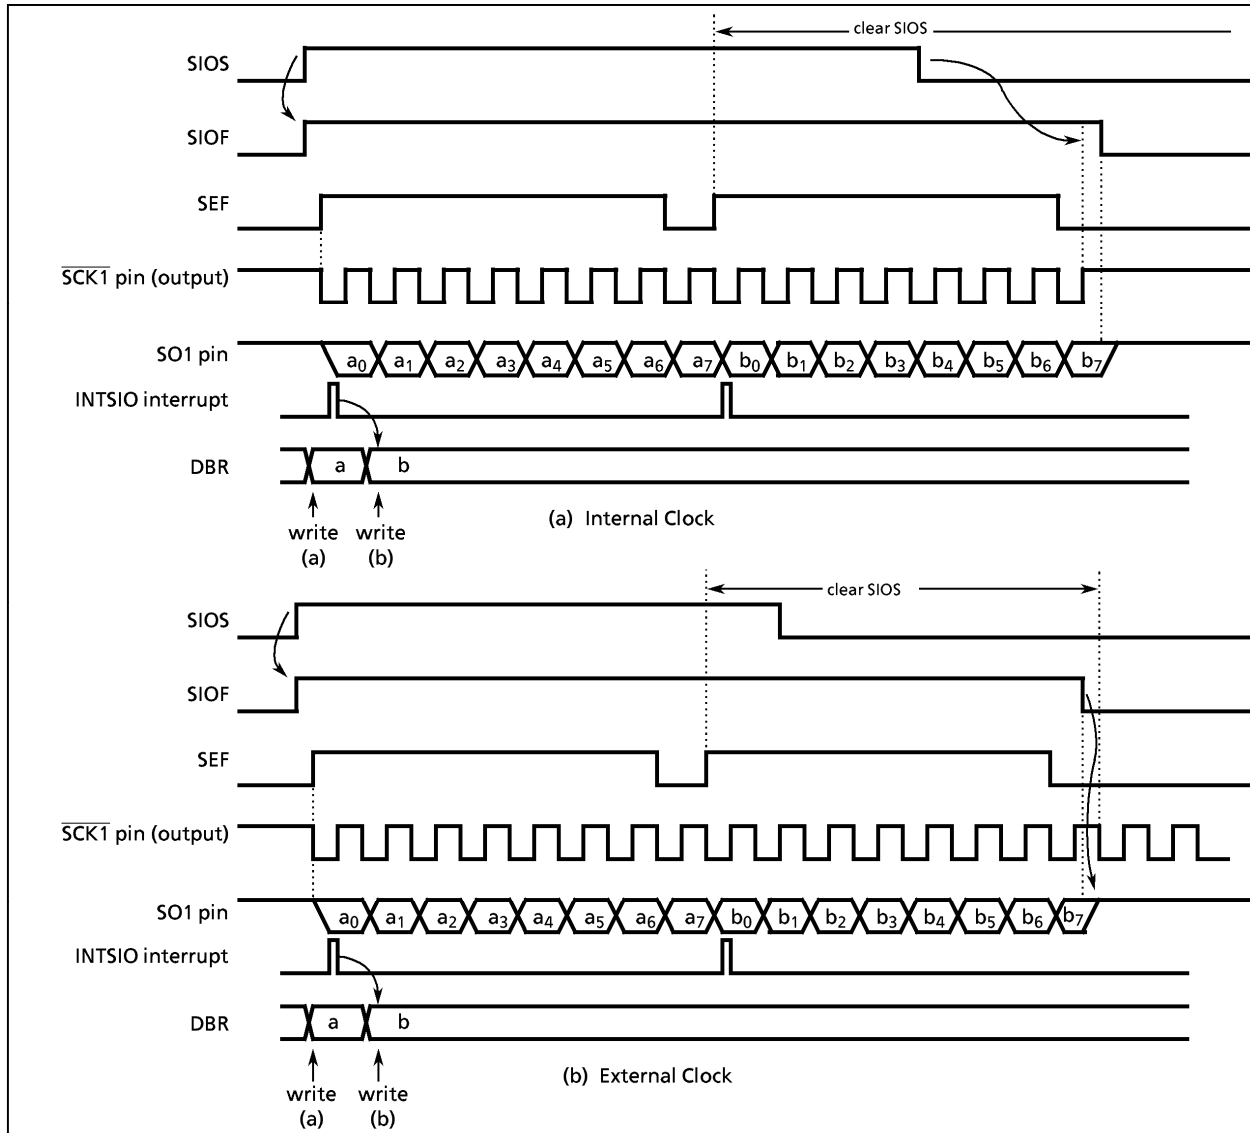 clear SIOS
SIOS
SIOF
SEF
SCK1 pin (output)
SO1 pin a0 a1 a2 a3 a4 a5 a6 a7 b0 b1 b2 b3 b4 b5 b6 b7
INTSIO interrupt
DBR a b
write (a) write (b)
(a) Internal Clock
clear SIOS
SIOS
SIOF
SEF
SCK1 pin (output)
SO1 pin a0 a1 a2 a3 a4 a5 a6 a7 b0 b1 b2 b3 b4 b5 b6 b7
INTSIO interrupt
DBR a b
write (a) write (b)
(b) External Clock